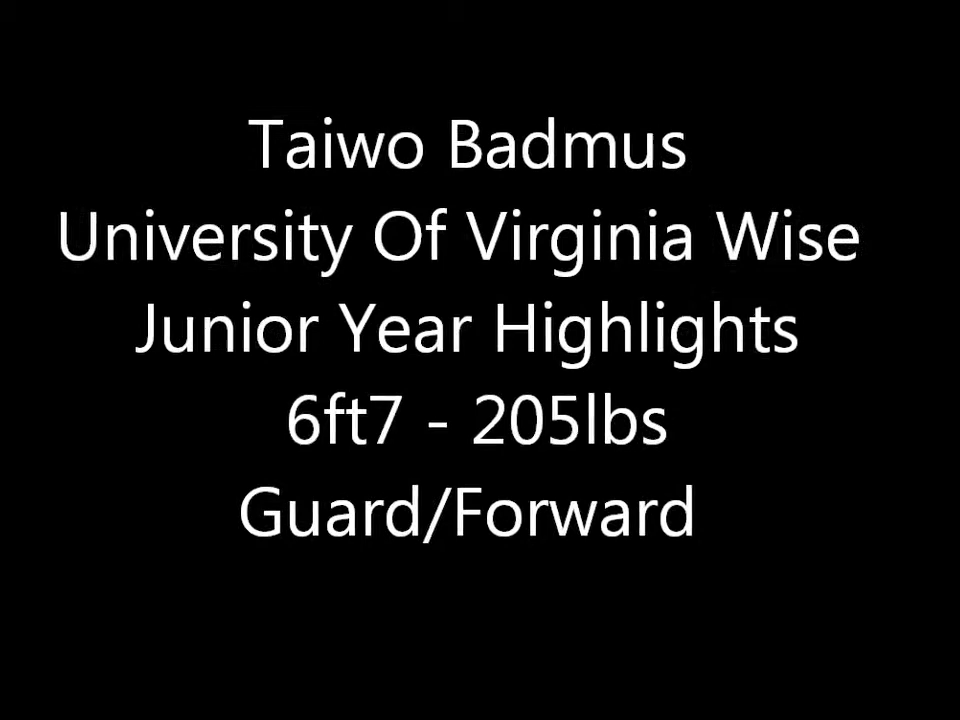 Taiwo Badmus
University Of Virginia Wise
Junior Year Highlights
6ft7 - 205lbs
Guard/Forward